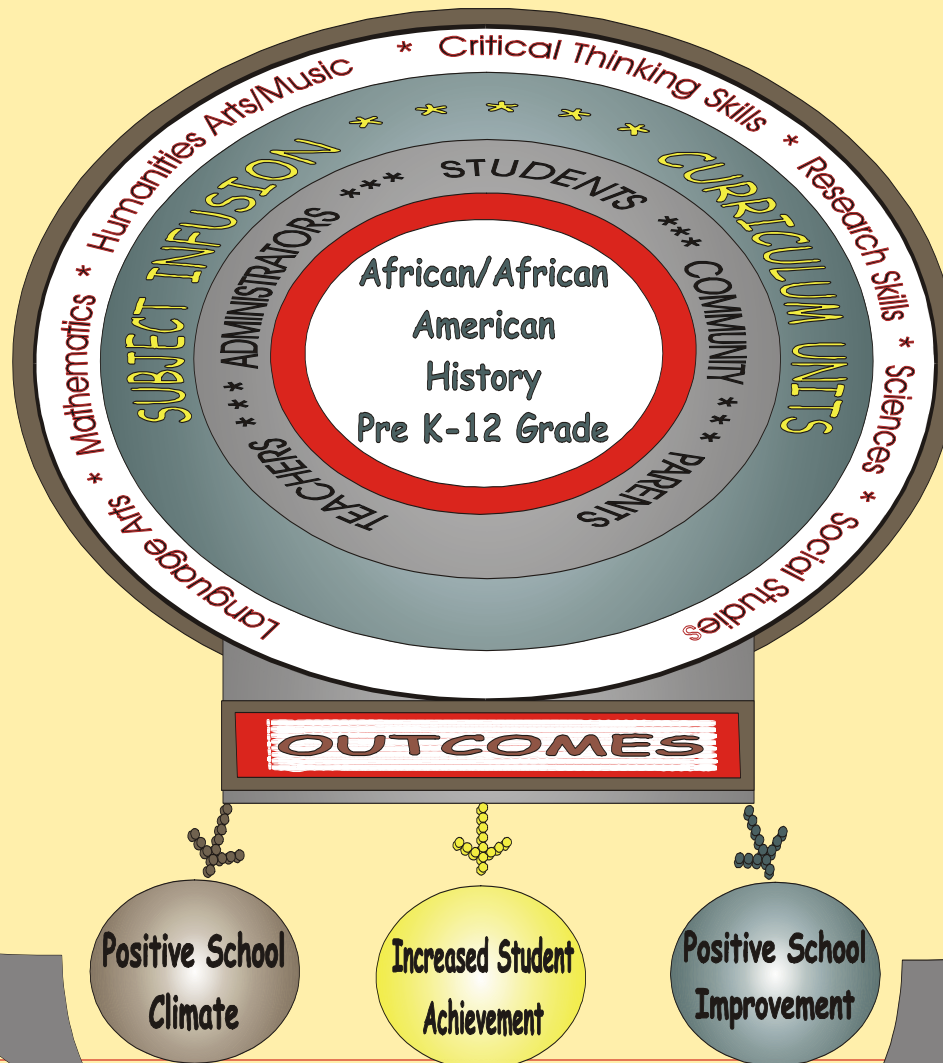 Language Arts * Mathematics * Humanities Arts/Music * Critical Thinking Skills * Research Skills * Sciences * Social Studies
SUBJECT INFUSION * * * * * CURRICULUM UNITS
TEACHERS *** ADMINISTRATORS *** STUDENTS *** COMMUNITY *** PARENTS
African/African
American
History
Pre K-12 Grade
OUTCOMES
Positive School
Climate
Increased Student
Achievement
Positive School
Improvement